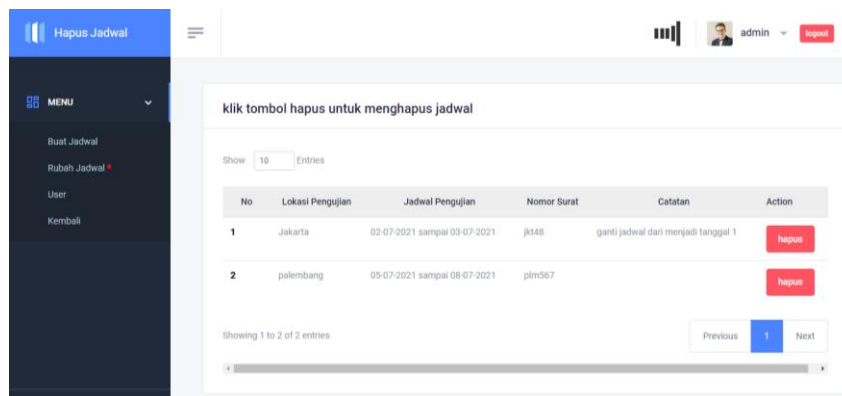 Hapus Jadwal
admin
logout
MENU
Buat Jadwal
Rubah Jadwal
User
Kembali
klik tombol hapus untuk menghapus jadwal
Show 10 Entries
No Lokasi Pengujian Jadwal Pengujian Nomor Surat Catatan Action
1 Jakarta 02-07-2021 sampai 03-07-2021 jkt48 ganti jadwal dari menjadi tanggal 1 hapus
2 palembang 05-07-2021 sampai 08-07-2021 plm567 hapus
Showing 1 to 2 of 2 entries
Previous 1 Next